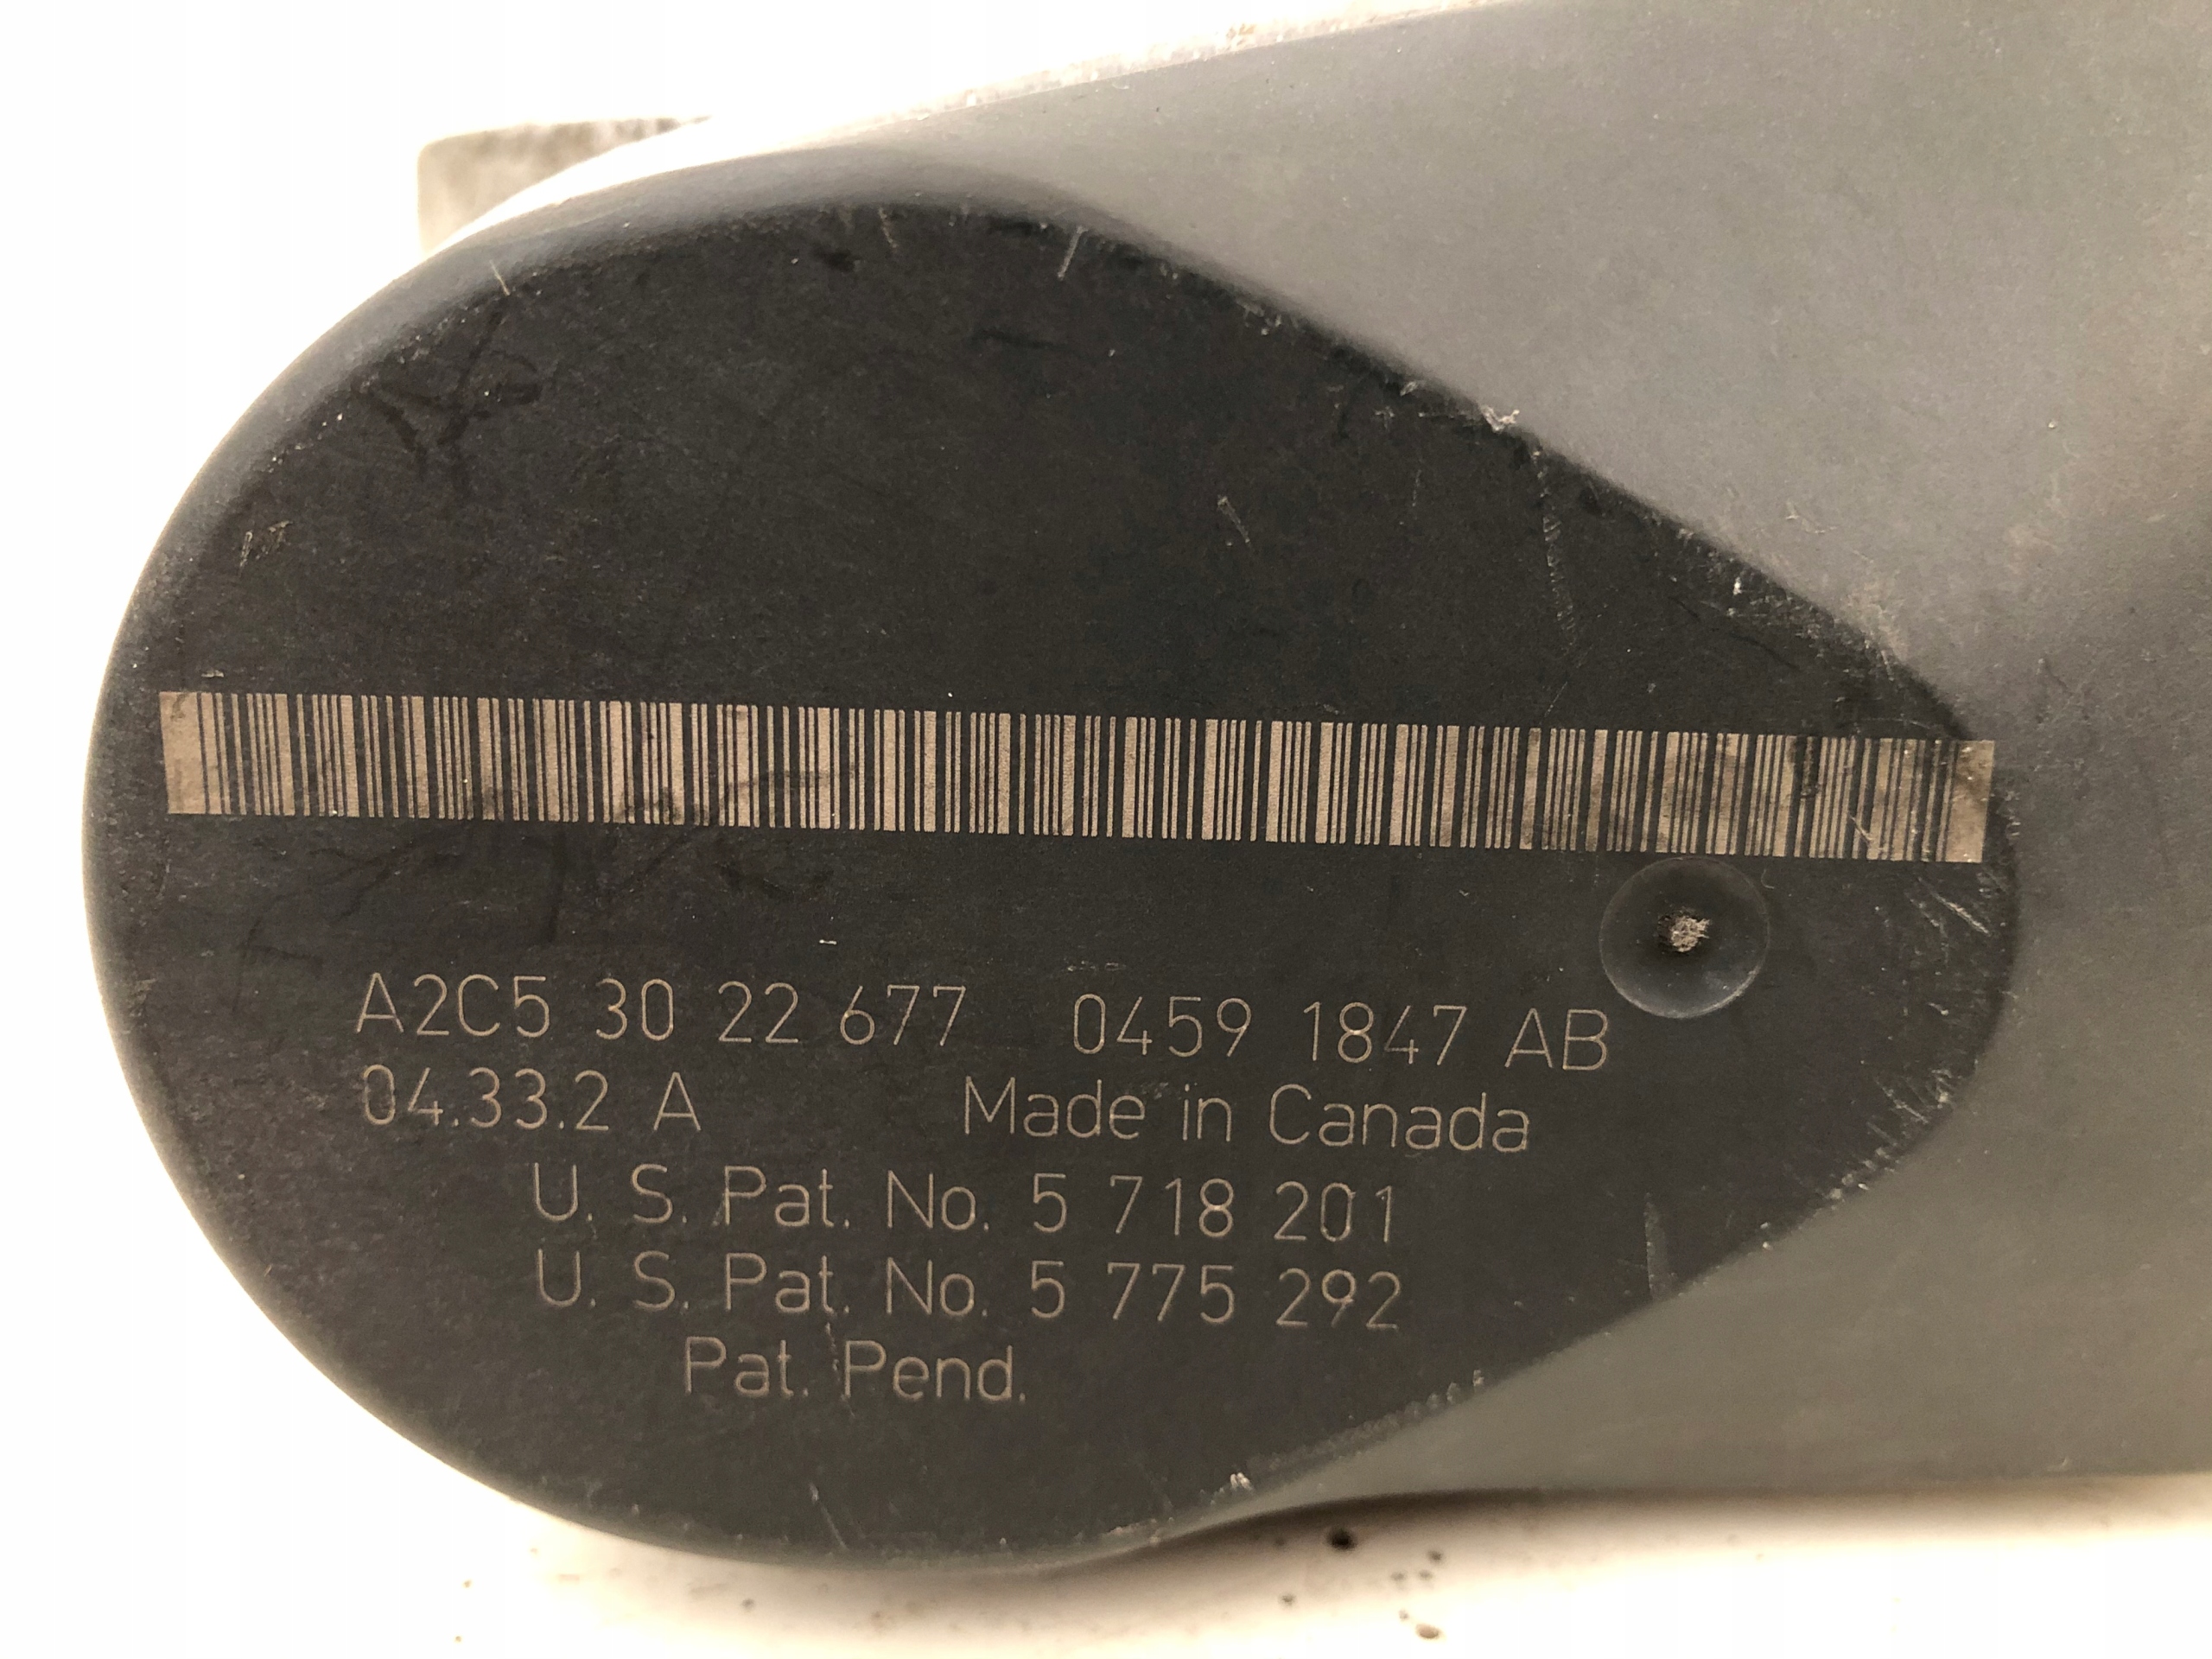 A2C5 30 22 677 0459 1847 AB
04.33.2 A Made in Canada
U. S. Pat. No. 5 718 201
U. S. Pat. No. 5 775 292
Pat. Pend.